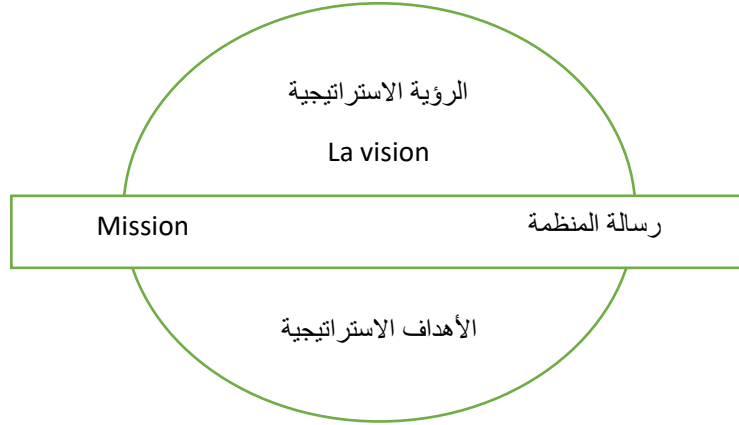 الرؤية الاستراتيجية
La vision
رسالة المنظمة Mission
الأهداف الاستراتيجية